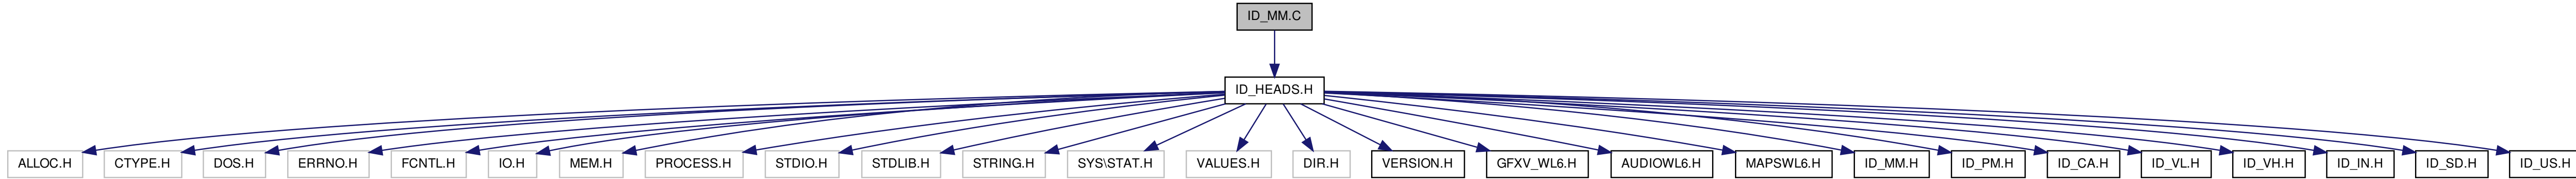 ID_MM.C
ID_HEADS.H
ALLOC.H
CTYPE.H
DOS.H
ERRNO.H
FCNTL.H
IO.H
MEM.H
PROCESS.H
STDIO.H
STDLIB.H
STRING.H
SYS\STAT.H
VALUES.H
DIR.H
VERSION.H
GFXV_WL6.H
AUDIOWL6.H
MAPSWL6.H
ID_MM.H
ID_PM.H
ID_CA.H
ID_VL.H
ID_VH.H
ID_IN.H
ID_SD.H
ID_US.H